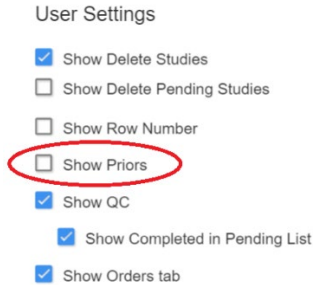 User Settings
Show Delete Studies
Show Delete Pending Studies
Show Row Number
Show Priors
Show QC
Show Completed in Pending List
Show Orders tab